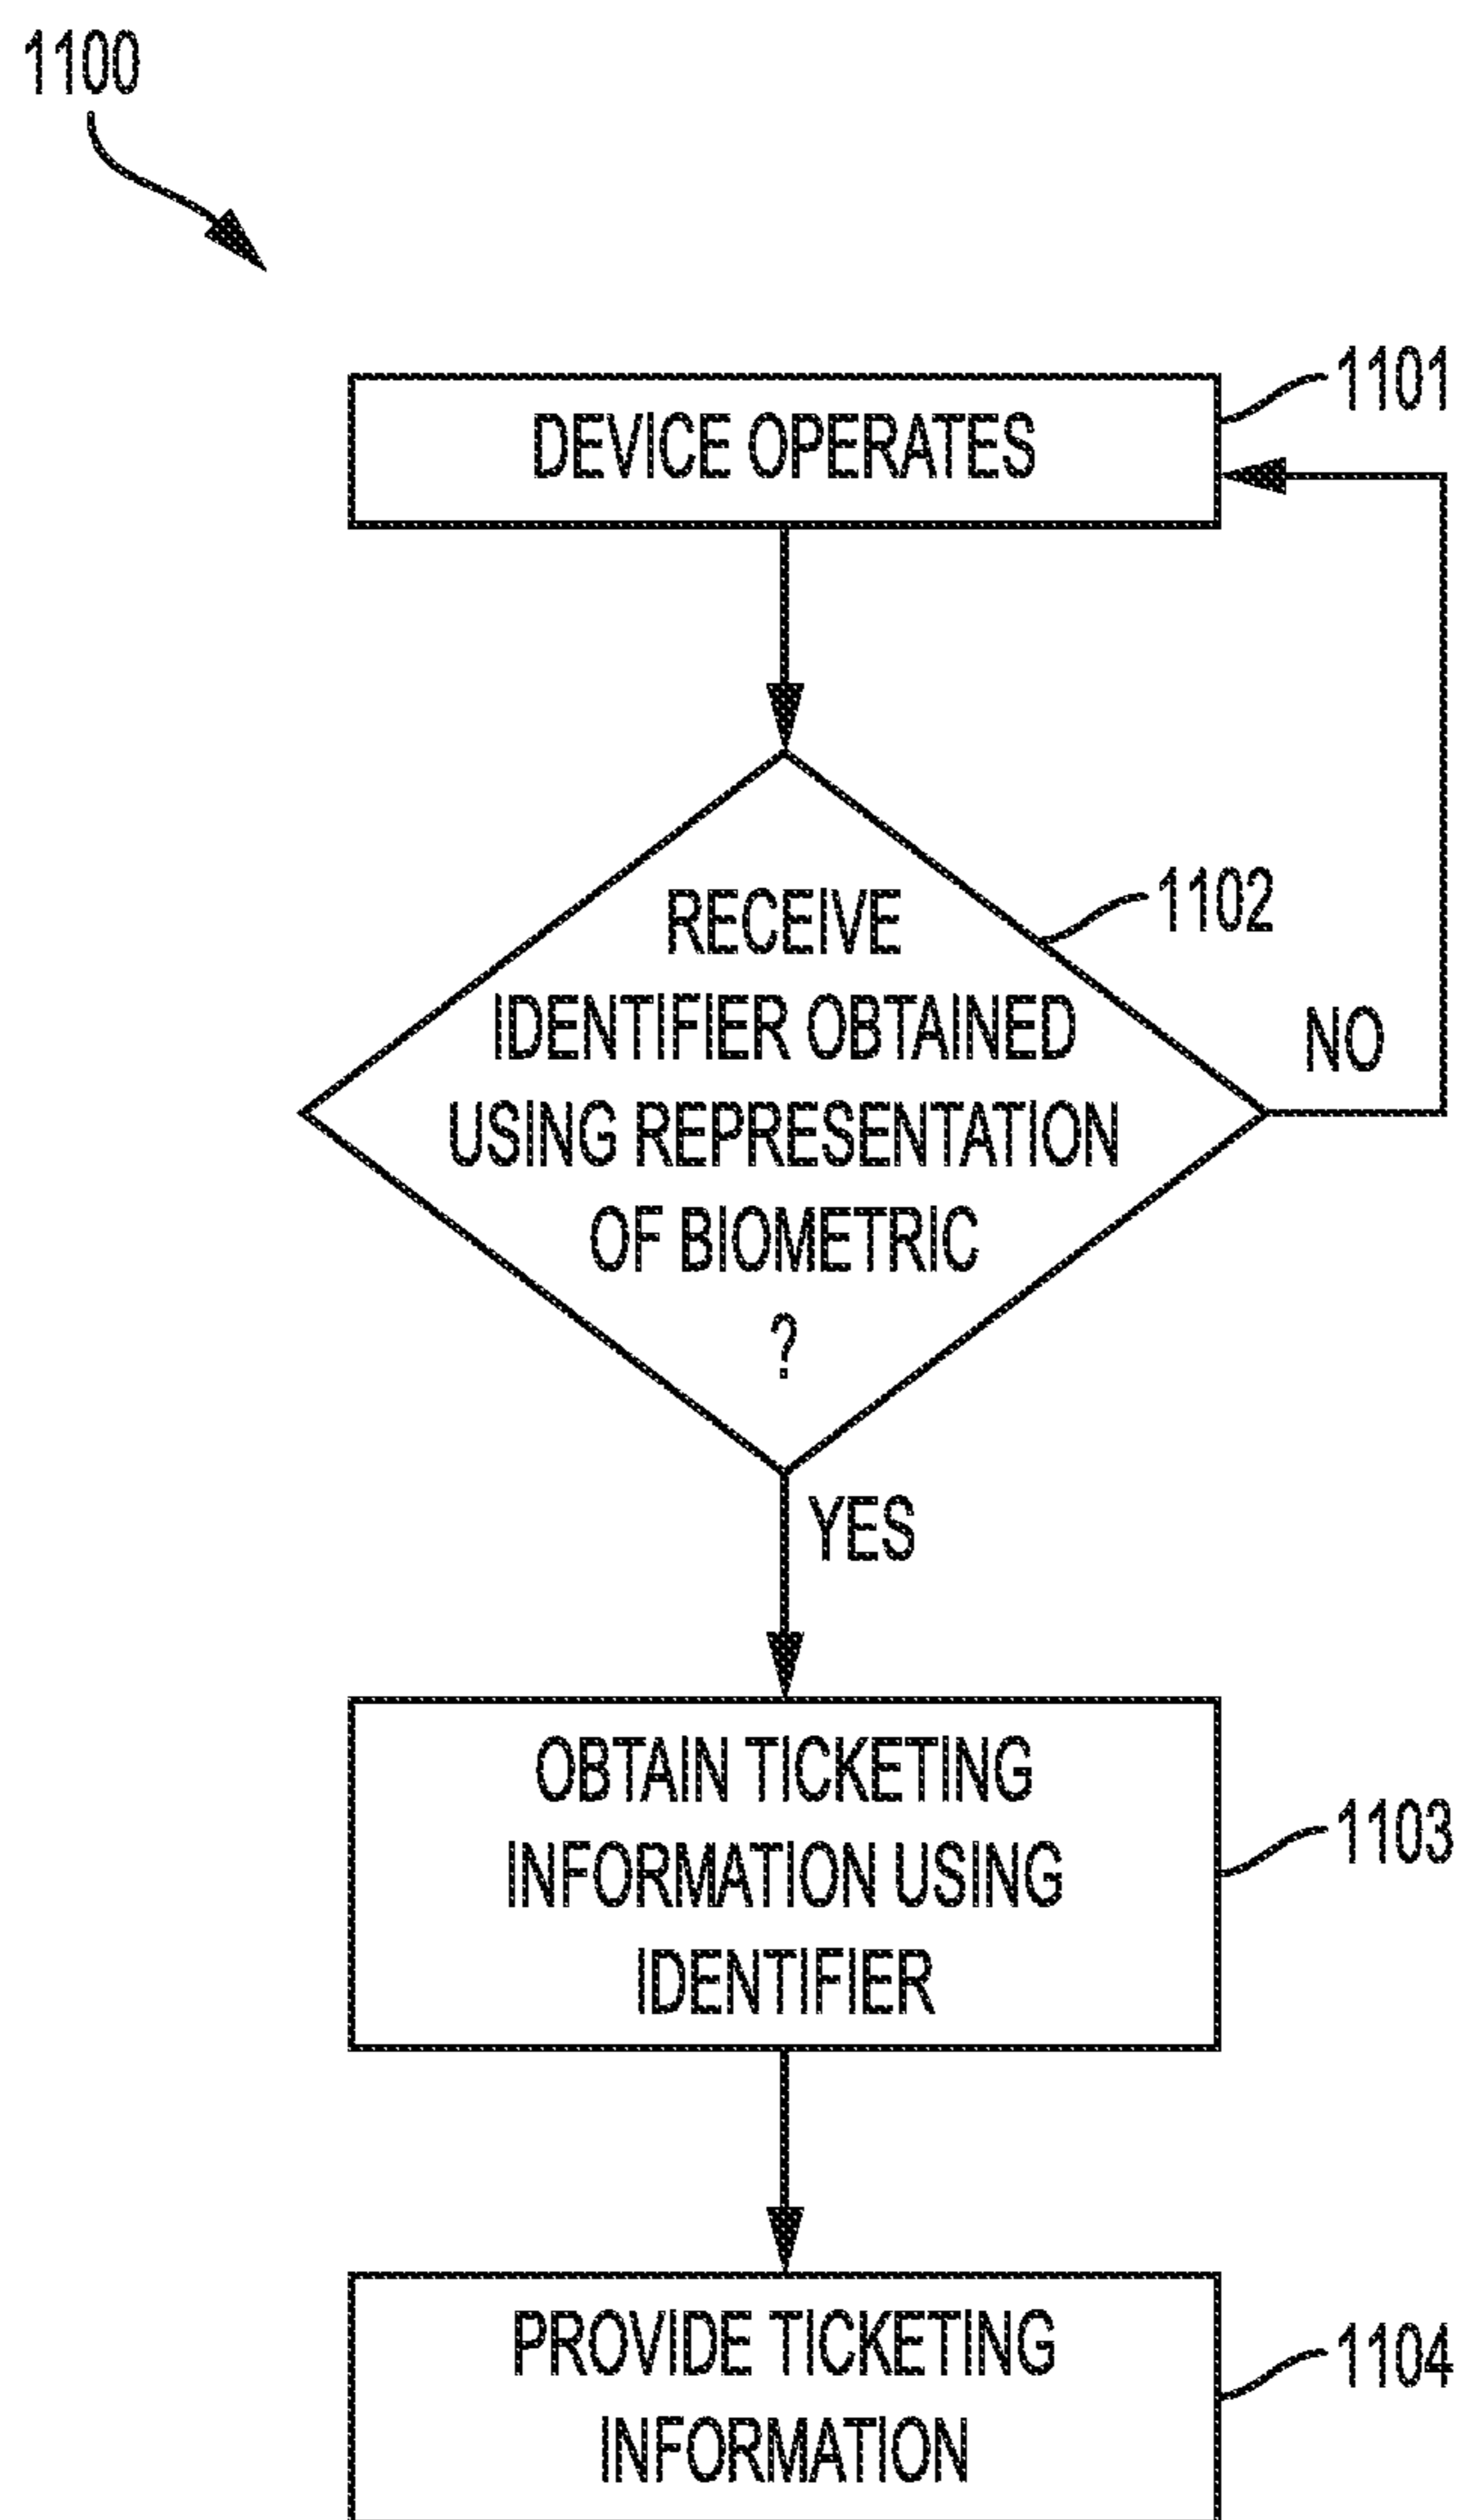 1100
1101
DEVICE OPERATES
1102
RECEIVE
IDENTIFIER OBTAINED
USING REPRESENTATION
OF BIOMETRIC
?
NO
YES
OBTAIN TICKETING
INFORMATION USING
IDENTIFIER
1103
PROVIDE TICKETING
INFORMATION
1104